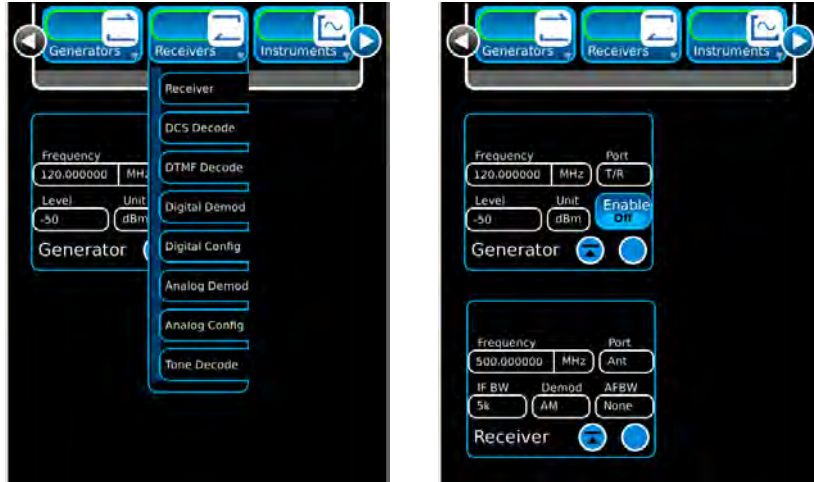 Generators Receivers Instruments
Receiver
DCS Decode
DTMF Decode
Digital Demod
Digital Config
Analog Demod
Analog Config
Tone Decode
Frequency
120.000000 MHz
Level Unit
-50 dBm
Generator
Generators Receivers Instruments
Frequency Port
120.000000 MHz T/R
Level Unit Enable
-50 dBm Off
Generator
Frequency Port
500.000000 MHz Ant
IF BW Demod AFBW
5k AM None
Receiver